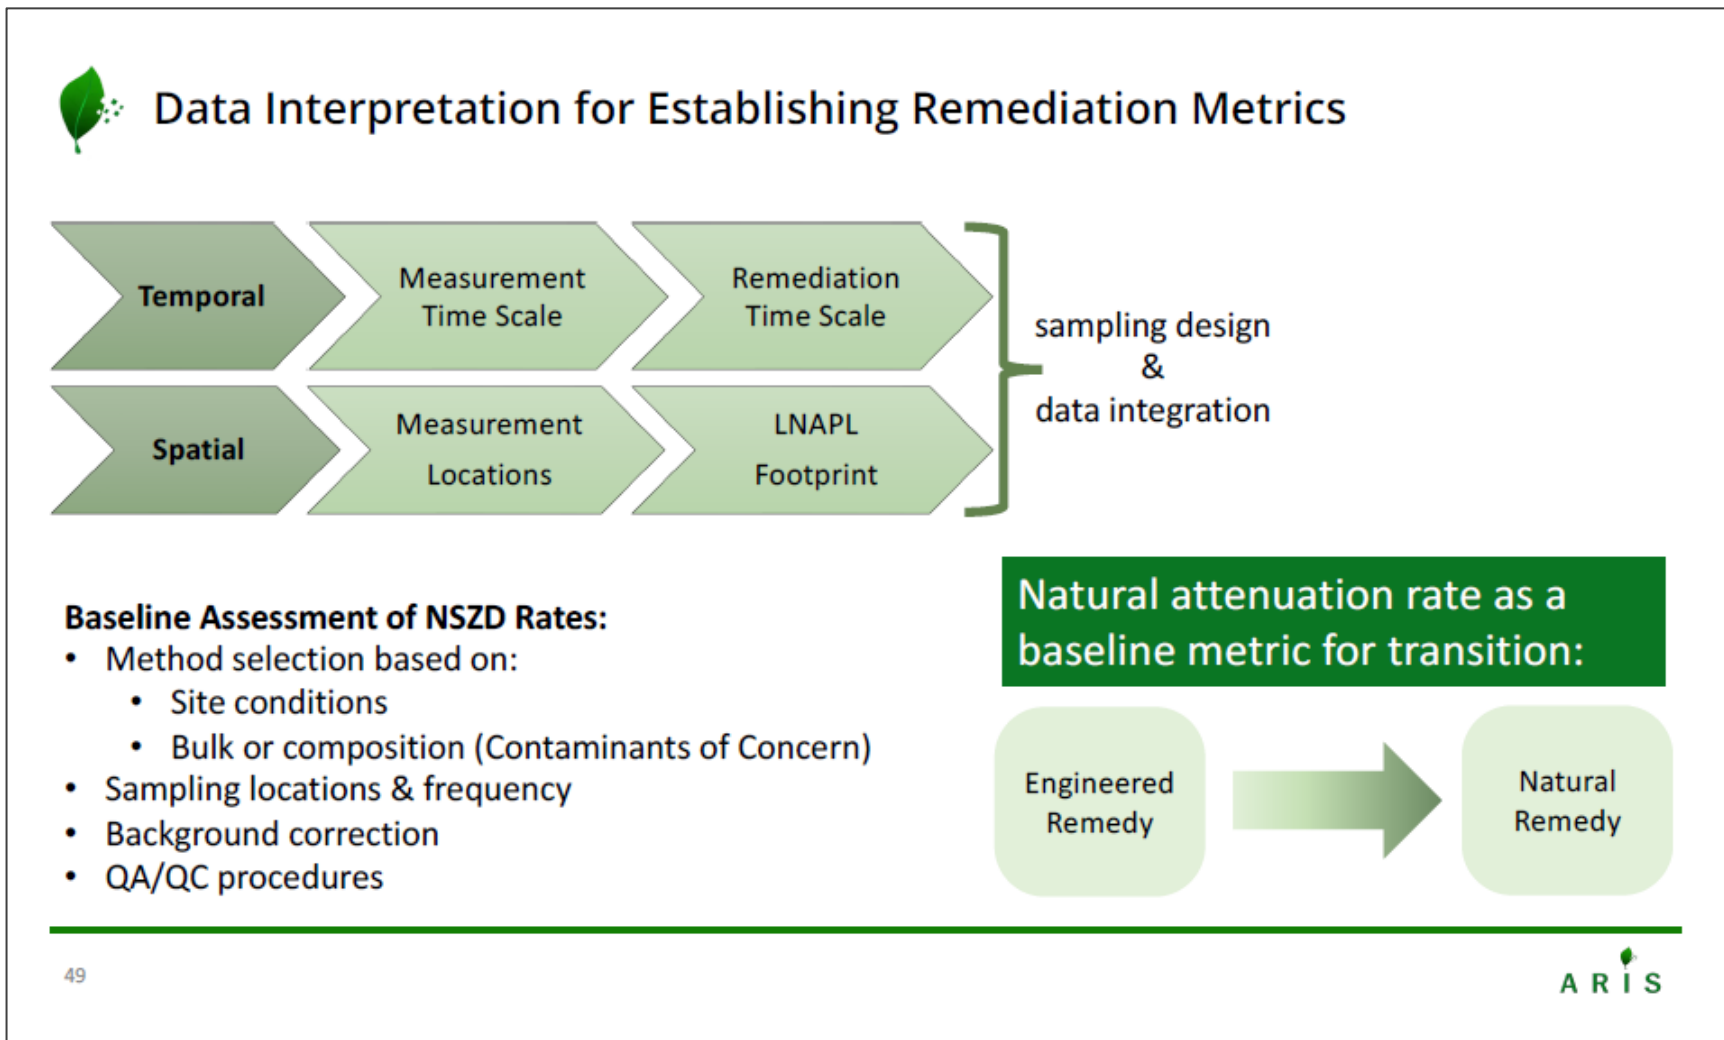 Data Interpretation for Establishing Remediation Metrics
Temporal
Measurement
Time Scale
Remediation
Time Scale
Spatial
Measurement
Locations
LNAPL
Footprint
sampling design
&
data integration
Baseline Assessment of NSZD Rates:
• Method selection based on:
• Site conditions
• Bulk or composition (Contaminants of Concern)
• Sampling locations & frequency
• Background correction
• QA/QC procedures
Natural attenuation rate as a
baseline metric for transition:
Engineered
Remedy
Natural
Remedy
49
ARIS